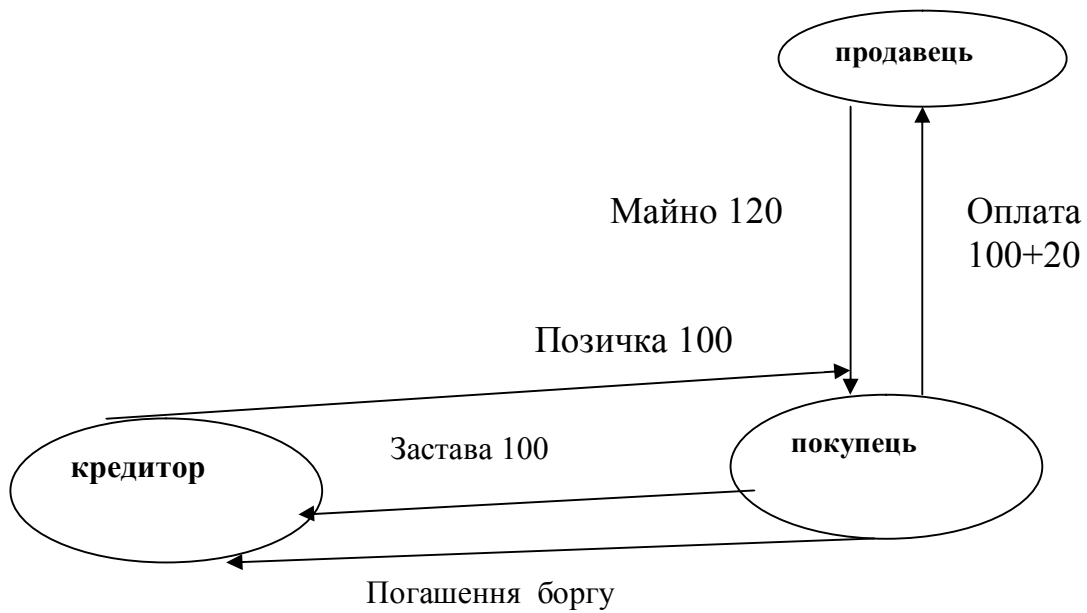 продавець
Майно 120
Оплата
100+20
Позичка 100
Застава 100
кредитор
покупець
Погашення боргу